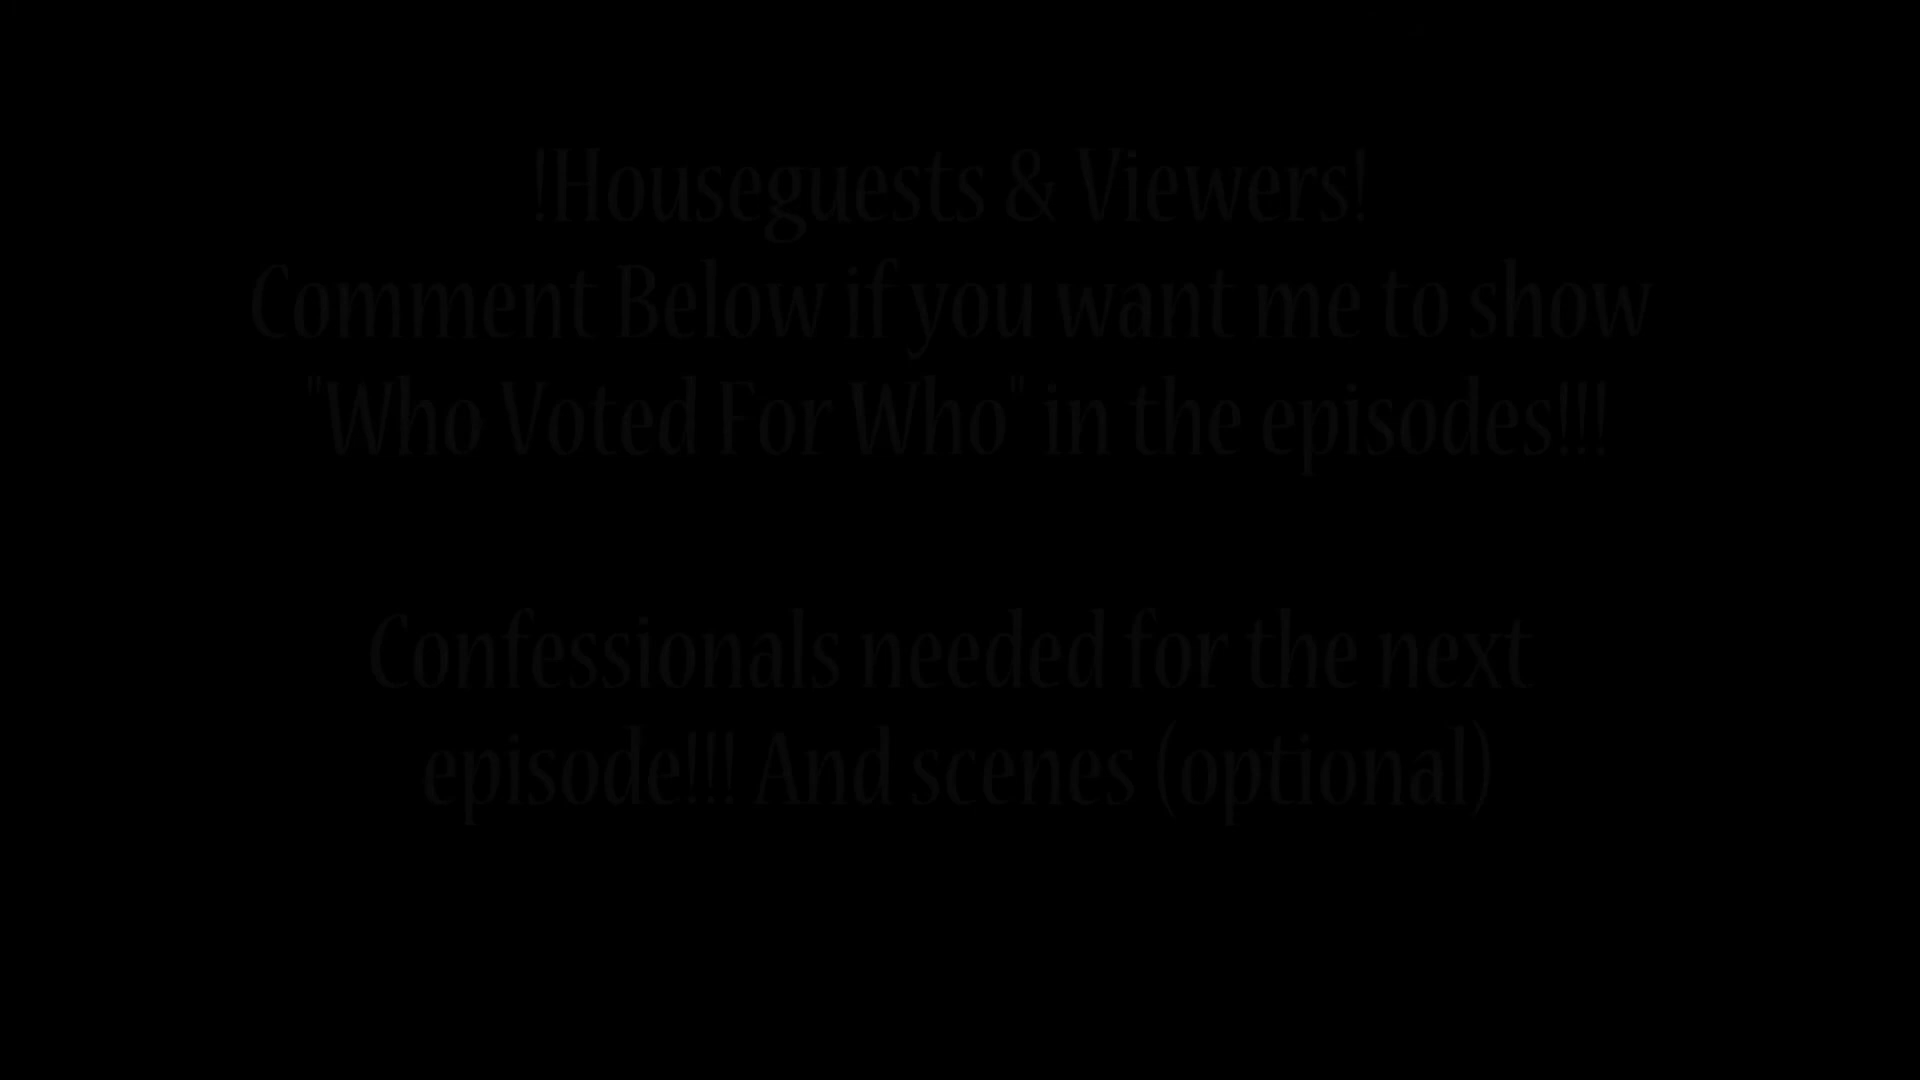 !Houseguests & Viewers!
Comment Below if you want me to show
"Who Voted For Who" in the episodes!!!
Confessionals needed for the next
episode!!! And scenes (optional)